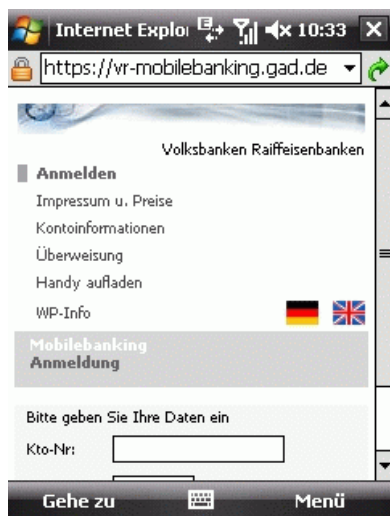 Internet Explor 10:33
https://vr-mobilebanking.gad.de
Volksbanken Raiffeisenbanken
Anmelden
Impressum u. Preise
Kontoinformationen
Überweisung
Handy aufladen
WP-Info
Mobilebanking
Anmeldung
Bitte geben Sie Ihre Daten ein
Kto-Nr:
Gehe zu Menü